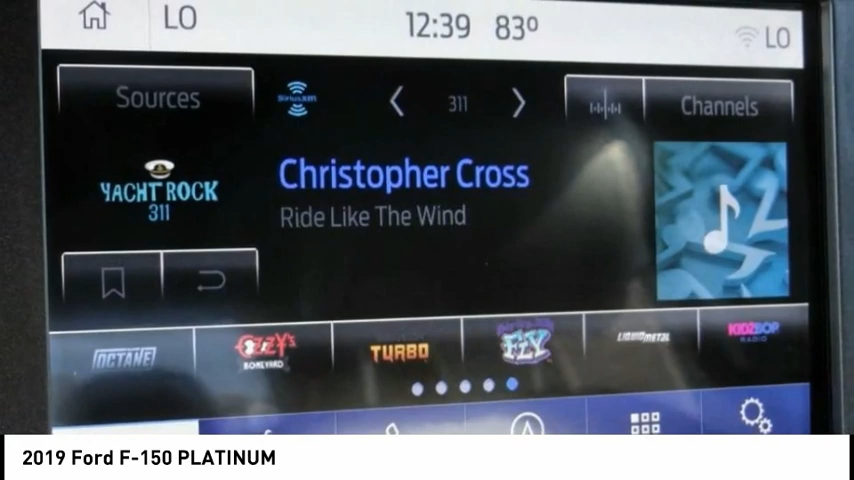 LO 12:39 83° LO
Sources SiriusXM 311 Channels
YACHT ROCK
311
Christopher Cross
Ride Like The Wind
OCTANE OZZY'S BONEYARD TURBO FLY LIQUID METAL KIDZ BOP RADIO
2019 Ford F-150 PLATINUM